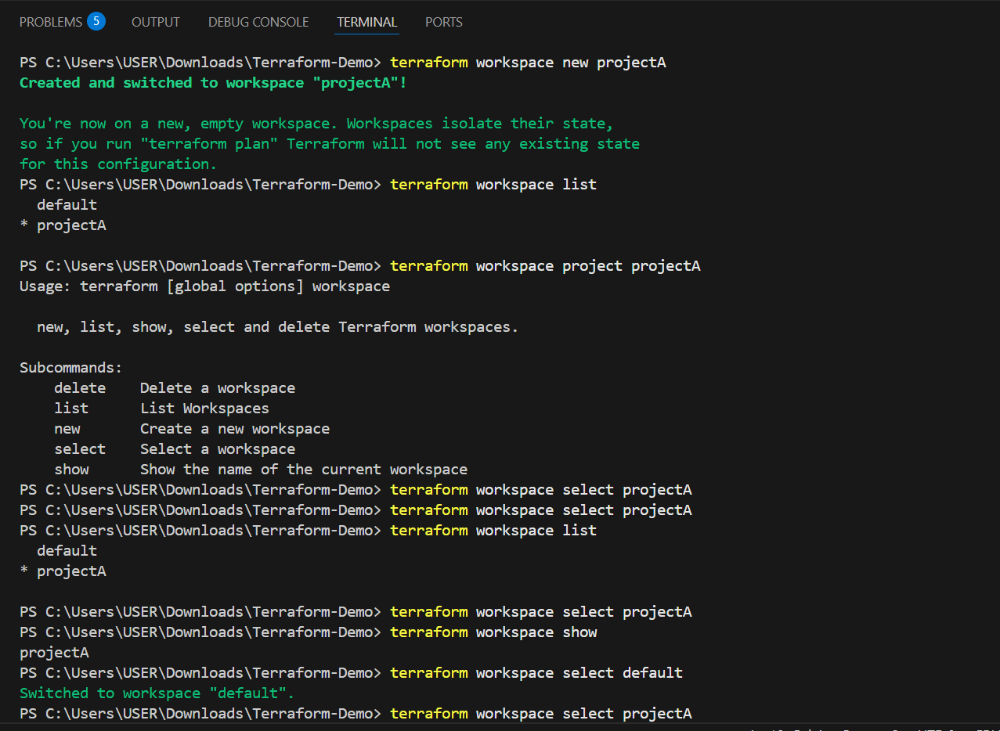 PROBLEMS 5 OUTPUT DEBUG CONSOLE TERMINAL PORTS
PS C:\Users\USER\Downloads\Terraform-Demo> terraform workspace new projectA
Created and switched to workspace "projectA"!
You're now on a new, empty workspace. Workspaces isolate their state,
so if you run "terraform plan" Terraform will not see any existing state
for this configuration.
PS C:\Users\USER\Downloads\Terraform-Demo> terraform workspace list
  default
* projectA
PS C:\Users\USER\Downloads\Terraform-Demo> terraform workspace project projectA
Usage: terraform [global options] workspace
  new, list, show, select and delete Terraform workspaces.
Subcommands:
    delete    Delete a workspace
    list      List Workspaces
    new       Create a new workspace
    select    Select a workspace
    show      Show the name of the current workspace
PS C:\Users\USER\Downloads\Terraform-Demo> terraform workspace select projectA
PS C:\Users\USER\Downloads\Terraform-Demo> terraform workspace select projectA
PS C:\Users\USER\Downloads\Terraform-Demo> terraform workspace list
  default
* projectA
PS C:\Users\USER\Downloads\Terraform-Demo> terraform workspace select projectA
PS C:\Users\USER\Downloads\Terraform-Demo> terraform workspace show
projectA
PS C:\Users\USER\Downloads\Terraform-Demo> terraform workspace select default
Switched to workspace "default".
PS C:\Users\USER\Downloads\Terraform-Demo> terraform workspace select projectA